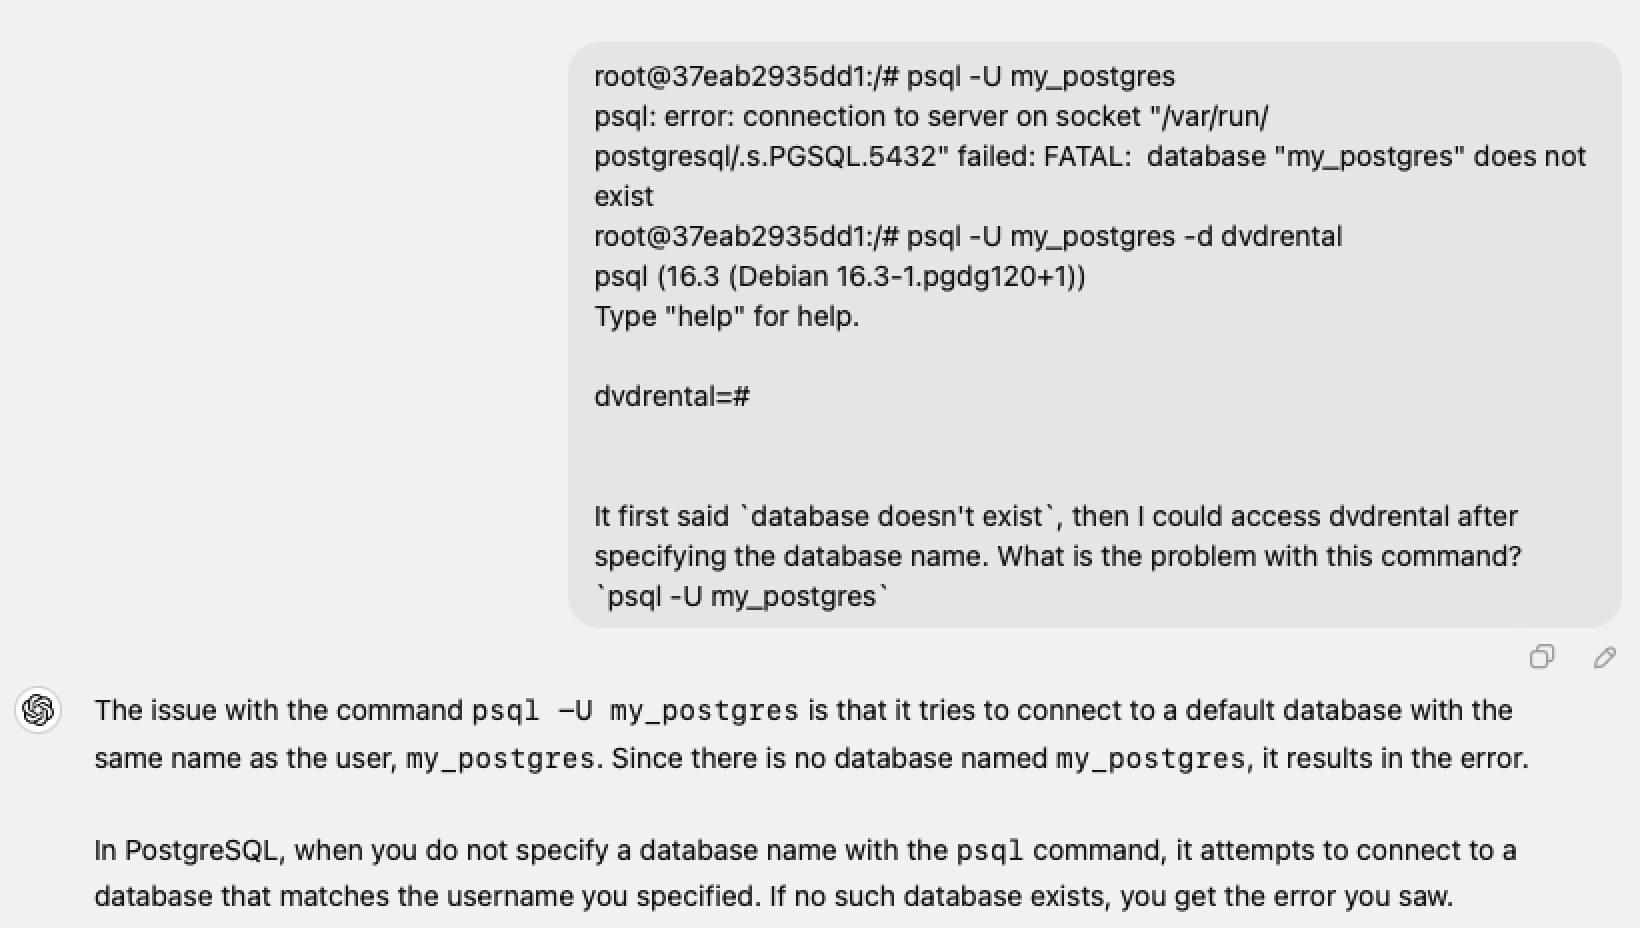 root@37eab2935dd1:/# psql -U my_postgres
psql: error: connection to server on socket "/var/run/
postgresql/.s.PGSQL.5432" failed: FATAL:  database "my_postgres" does not
exist
root@37eab2935dd1:/# psql -U my_postgres -d dvdrental
psql (16.3 (Debian 16.3-1.pgdg120+1))
Type "help" for help.
dvdrental=#
It first said `database doesn't exist`, then I could access dvdrental after
specifying the database name. What is the problem with this command?
`psql -U my_postgres`
The issue with the command psql -U my_postgres is that it tries to connect to a default database with the
same name as the user, my_postgres. Since there is no database named my_postgres, it results in the error.
In PostgreSQL, when you do not specify a database name with the psql command, it attempts to connect to a
database that matches the username you specified. If no such database exists, you get the error you saw.